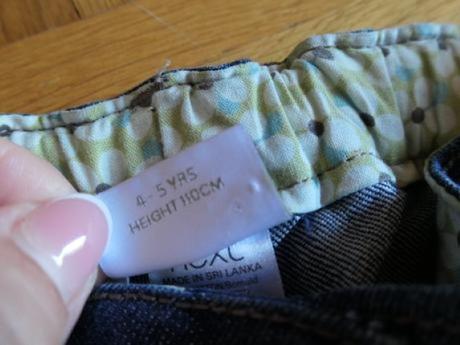 4-5 YRS
HEIGHT 110CM
next
MADE IN SRI LANKA